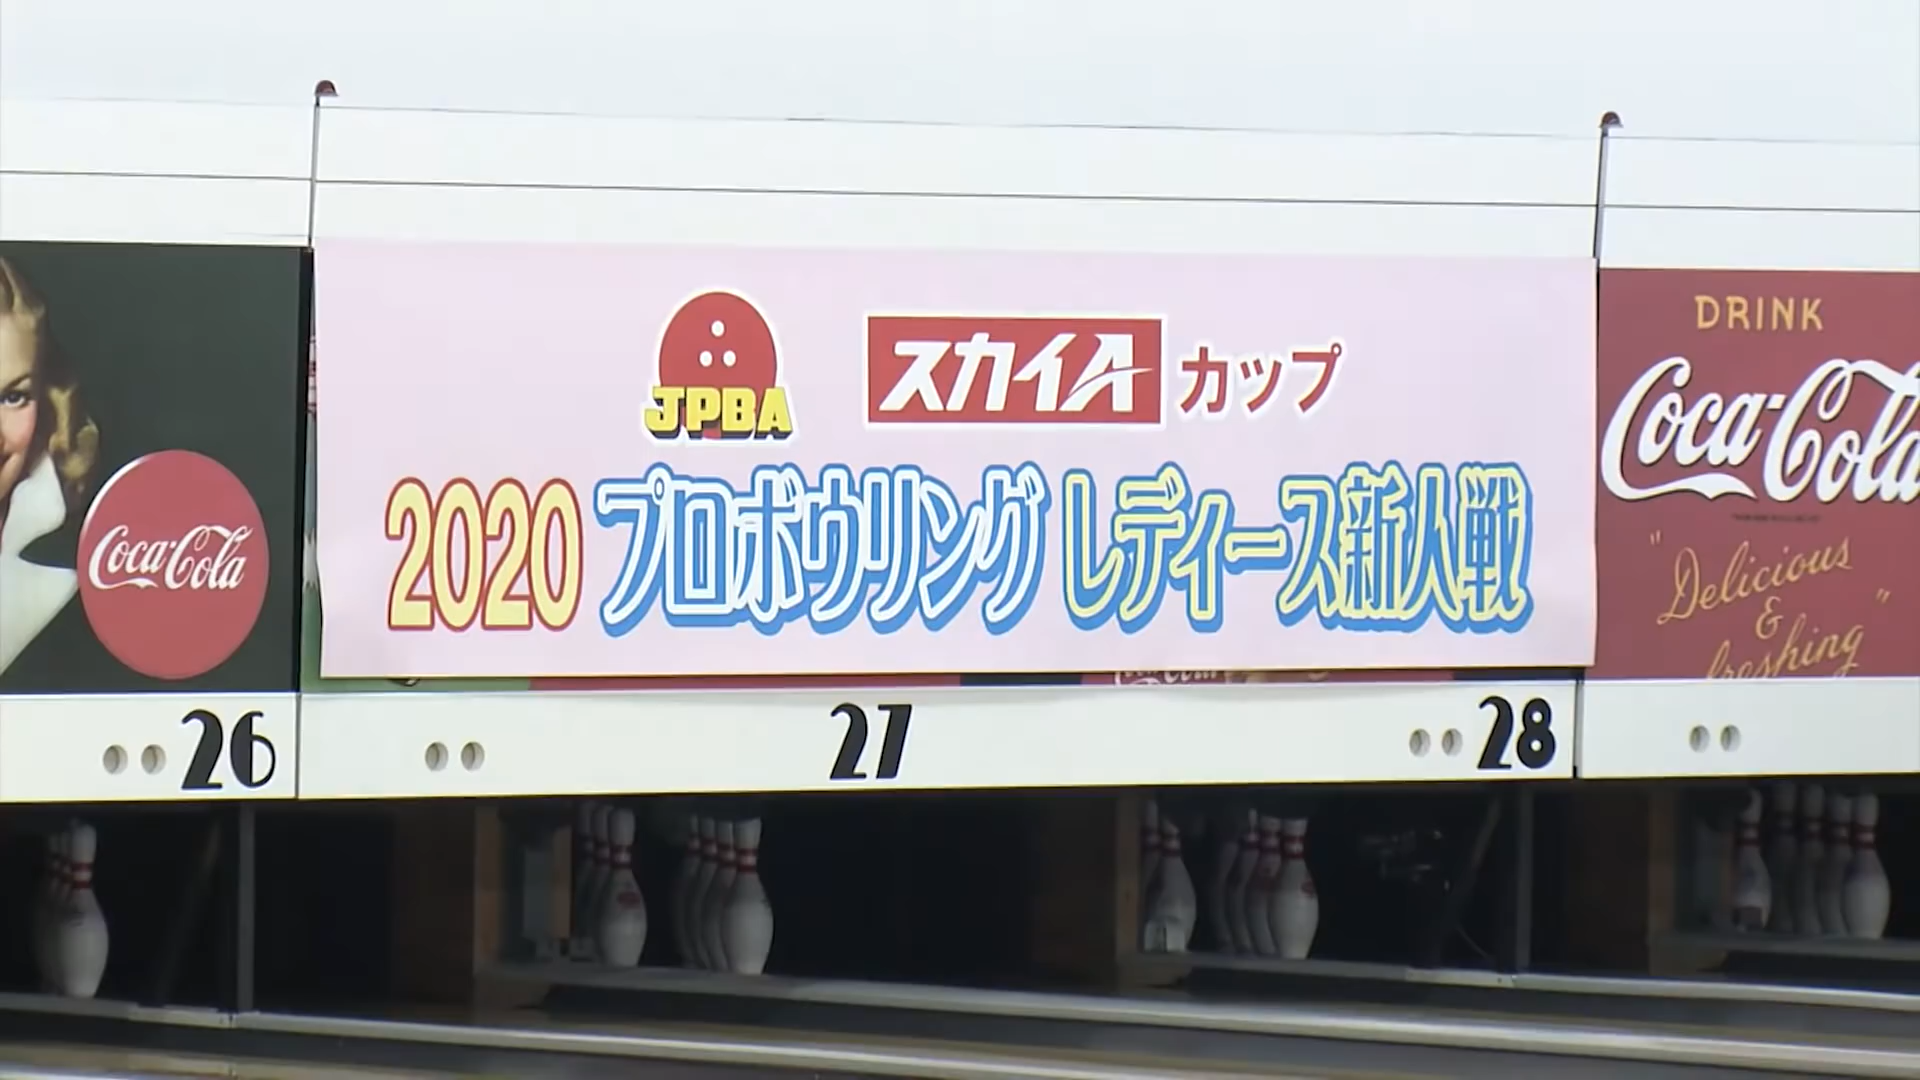 JPBA
スカイA カップ
2020 プロボウリング レディース新人戦
Coca-Cola
DRINK
Coca-Cola
"Delicious
&
freshing"
26
27
28